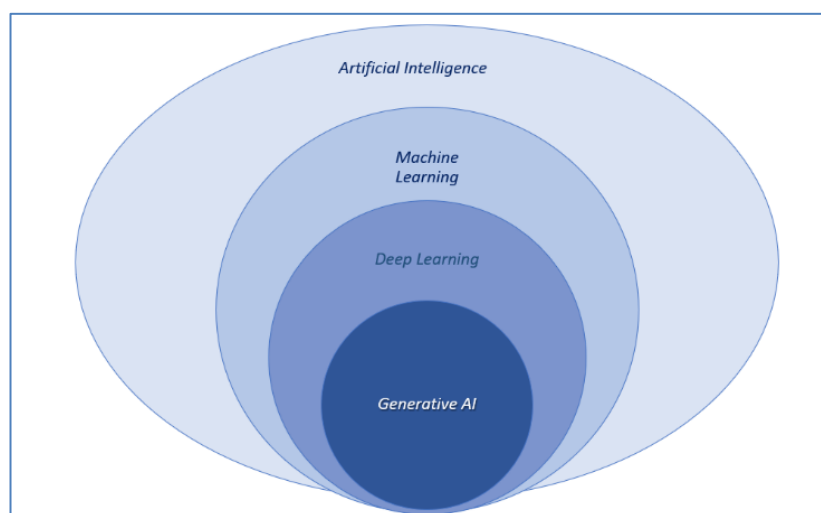 Artificial Intelligence
Machine
Learning
Deep Learning
Generative AI